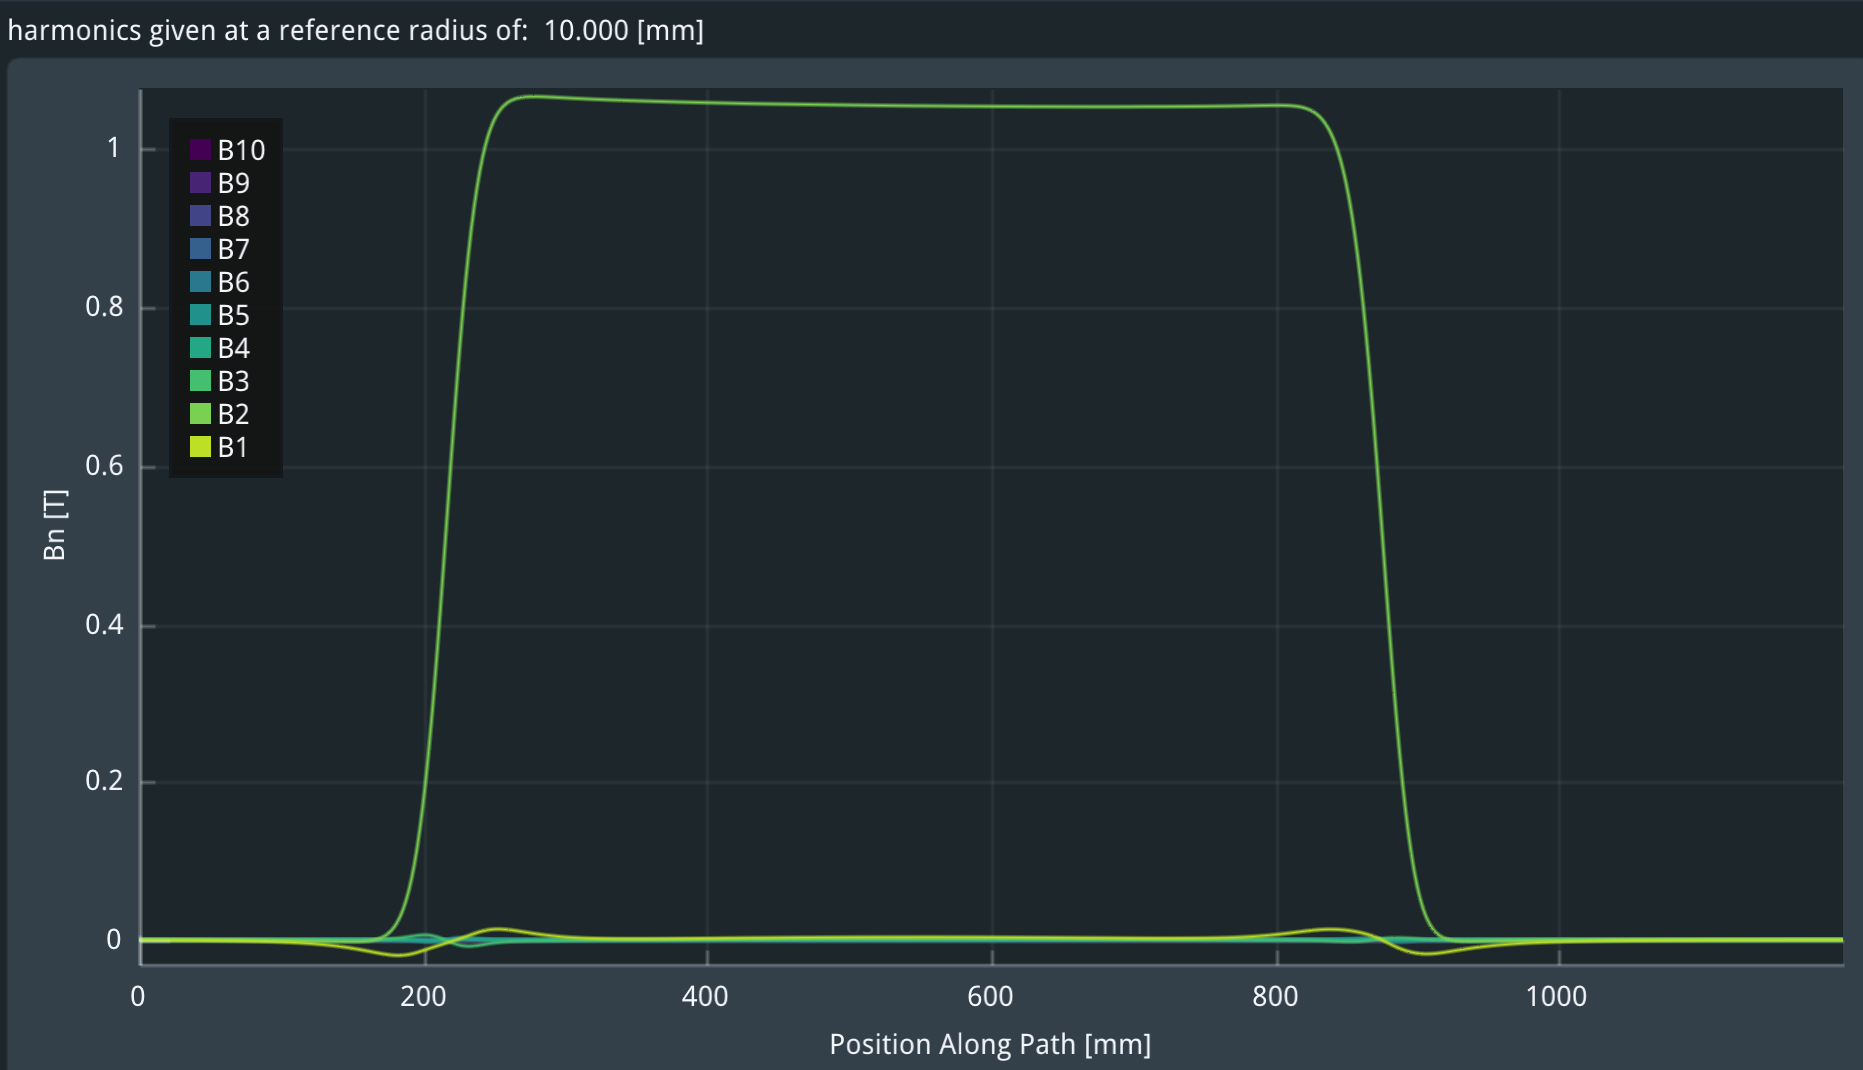 harmonics given at a reference radius of:  10.000 [mm]
B10
B9
B8
B7
B6
B5
B4
B3
B2
B1
1
0.8
0.6
0.4
0.2
0
Bn [T]
0 200 400 600 800 1000
Position Along Path [mm]